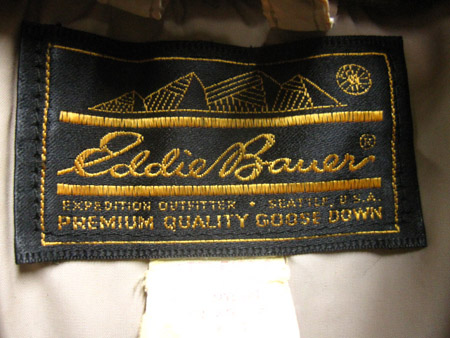 Eddie Bauer®
EXPEDITION OUTFITTER · SEATTLE, U.S.A.
PREMIUM QUALITY GOOSE DOWN